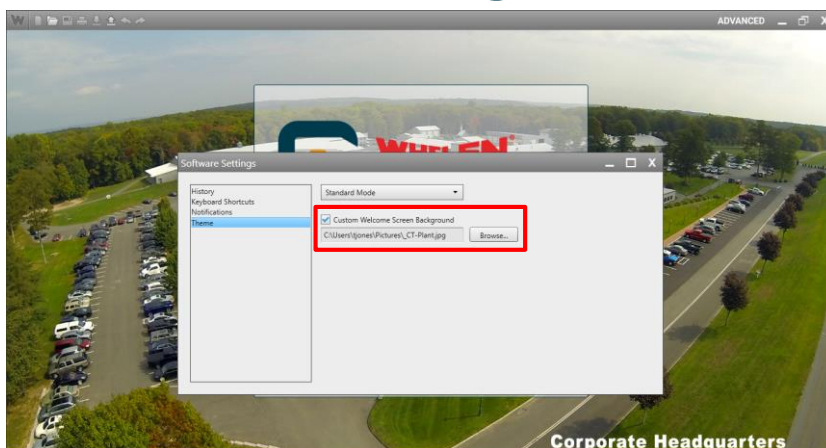 W
ADVANCED
WHELEN
Software Settings
History
Keyboard Shortcuts
Notifications
Theme
Standard Mode
Custom Welcome Screen Background
C:\Users\tjones\Pictures\_CT-Plant.jpg
Browse...
Corporate Headquarters